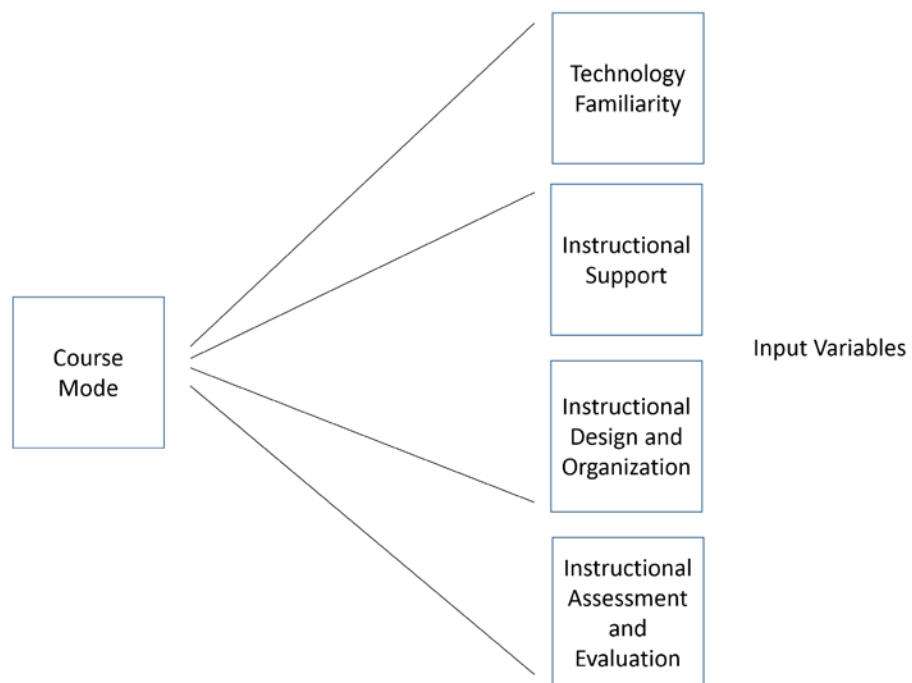 Technology
Familiarity
Instructional
Support
Course
Mode
Input Variables
Instructional
Design and
Organization
Instructional
Assessment
and
Evaluation